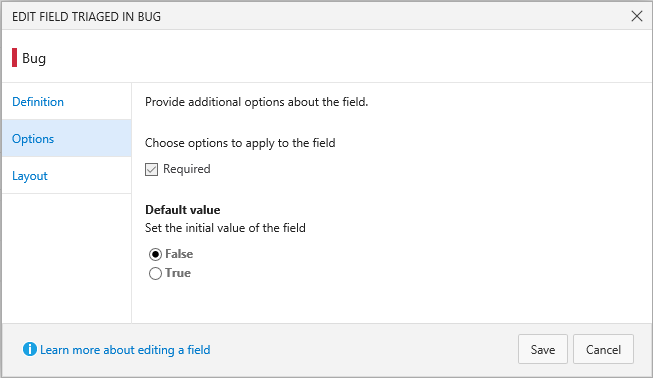 EDIT FIELD TRIAGED IN BUG
Bug
Definition
Options
Layout
Provide additional options about the field.
Choose options to apply to the field
Required
Default value
Set the initial value of the field
False
True
Learn more about editing a field
Save
Cancel